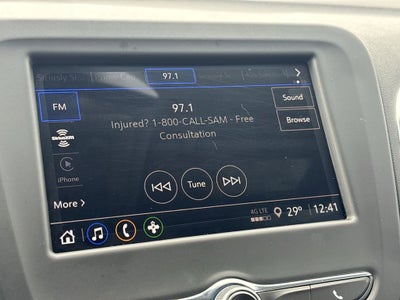 97.1
FM
97.1
Sound
Injured? 1-800-CALL-SAM - Free
Consultation
Browse
SiriusXM
iPhone
Tune
More >
4G LTE
29°
12:41